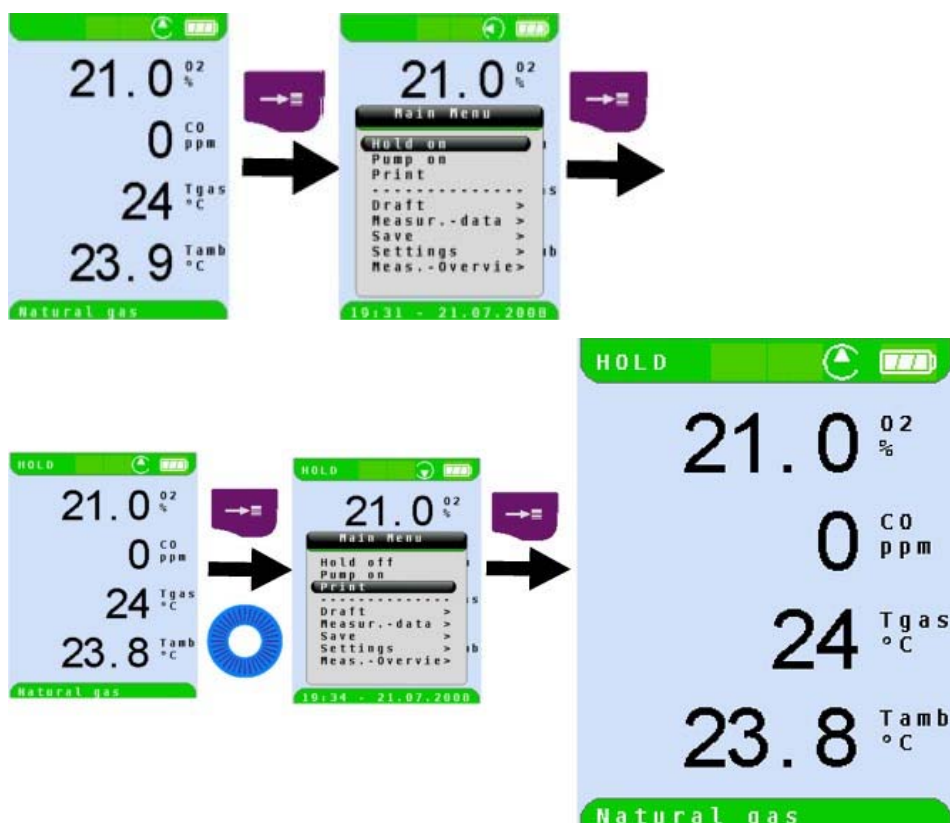 21.0 O2 %
0 CO ppm
24 Tgas °C
23.9 Tamb °C
Natural gas
21.0 O2 %
Main Menu
Hold on
Pump on
Print
---------------
Draft >
Measur.-data >
Save >
Settings >
Meas.-Overvie>
19:31 - 21.07.2008
HOLD
21.0 O2 %
0 CO ppm
24 Tgas °C
23.8 Tamb °C
Natural gas
HOLD
21.0 O2 %
Main Menu
Hold off
Pump on
Print
---------------
Draft >
Measur.-data >
Save >
Settings >
Meas.-Overvie>
19:34 - 21.07.2008
HOLD
21.0 O2 %
0 CO ppm
24 Tgas °C
23.8 Tamb °C
Natural gas